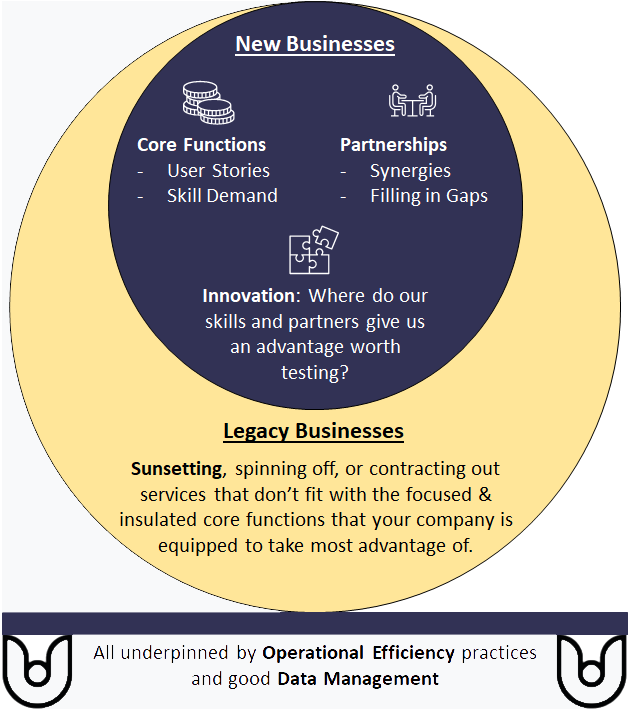 New Businesses
Core Functions
- User Stories
- Skill Demand
Partnerships
- Synergies
- Filling in Gaps
Innovation: Where do our
skills and partners give us
an advantage worth
testing?
Legacy Businesses
Sunsetting, spinning off, or contracting out
services that don’t fit with the focused &
insulated core functions that your company is
equipped to take most advantage of.
All underpinned by Operational Efficiency practices
and good Data Management